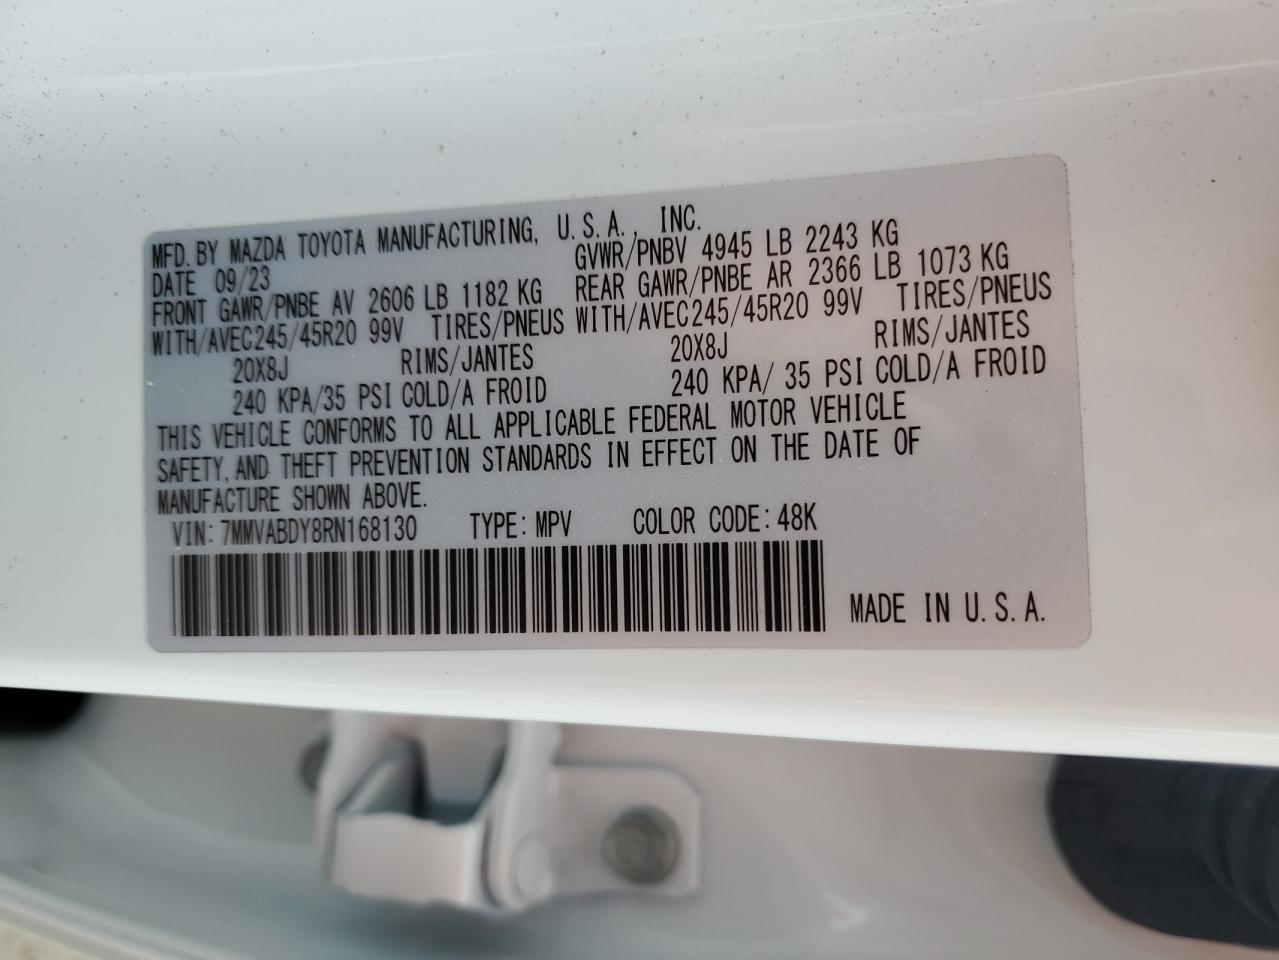 MFD. BY MAZDA TOYOTA MANUFACTURING, U.S.A., INC.
DATE 09/23 GVWR/PNBV 4945 LB 2243 KG
FRONT GAWR/PNBE AV 2606 LB 1182 KG REAR GAWR/PNBE AR 2366 LB 1073 KG
WITH/AVEC245/45R20 99V TIRES/PNEUS WITH/AVEC245/45R20 99V TIRES/PNEUS
20X8J RIMS/JANTES 20X8J RIMS/JANTES
240 KPA/35 PSI COLD/A FROID 240 KPA/ 35 PSI COLD/A FROID
THIS VEHICLE CONFORMS TO ALL APPLICABLE FEDERAL MOTOR VEHICLE
SAFETY, AND THEFT PREVENTION STANDARDS IN EFFECT ON THE DATE OF
MANUFACTURE SHOWN ABOVE.
VIN: 7MMVABDY8RN168130 TYPE: MPV COLOR CODE: 48K
MADE IN U.S.A.